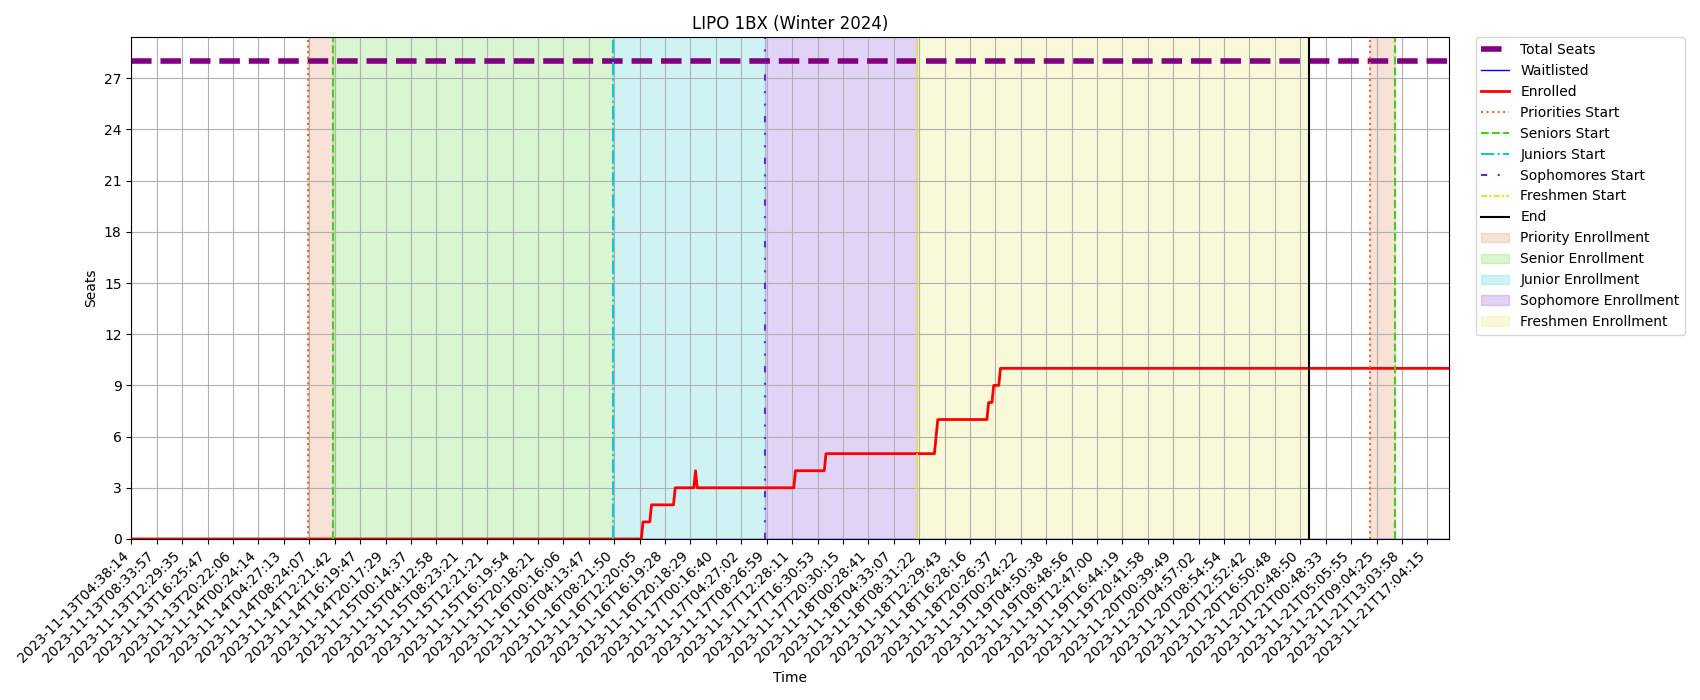 LIPO 1BX (Winter 2024)
Seats
27
24
21
18
15
12
9
6
3
0
2023-11-13T04:38:14
2023-11-13T08:33:57
2023-11-13T12:29:35
2023-11-13T16:25:47
2023-11-13T20:22:06
2023-11-14T00:24:14
2023-11-14T04:27:13
2023-11-14T08:24:07
2023-11-14T12:21:42
2023-11-14T16:19:47
2023-11-14T20:17:29
2023-11-15T00:14:37
2023-11-15T04:12:58
2023-11-15T08:23:21
2023-11-15T12:21:21
2023-11-15T16:19:54
2023-11-15T20:18:21
2023-11-16T00:16:06
2023-11-16T04:13:47
2023-11-16T08:21:50
2023-11-16T12:20:05
2023-11-16T16:19:28
2023-11-16T20:18:29
2023-11-17T00:16:40
2023-11-17T04:27:02
2023-11-17T08:26:59
2023-11-17T12:28:11
2023-11-17T16:30:53
2023-11-17T20:30:15
2023-11-18T00:28:41
2023-11-18T04:33:07
2023-11-18T08:31:22
2023-11-18T12:29:43
2023-11-18T16:28:16
2023-11-18T20:26:37
2023-11-19T00:24:22
2023-11-19T04:50:38
2023-11-19T08:48:56
2023-11-19T12:47:00
2023-11-19T16:44:19
2023-11-19T20:41:58
2023-11-20T00:39:49
2023-11-20T04:57:02
2023-11-20T08:54:54
2023-11-20T12:52:42
2023-11-20T16:50:48
2023-11-20T20:48:50
2023-11-21T00:48:33
2023-11-21T05:05:55
2023-11-21T09:04:25
2023-11-21T13:03:58
2023-11-21T17:04:15
Time
Total Seats
Waitlisted
Enrolled
Priorities Start
Seniors Start
Juniors Start
Sophomores Start
Freshmen Start
End
Priority Enrollment
Senior Enrollment
Junior Enrollment
Sophomore Enrollment
Freshmen Enrollment